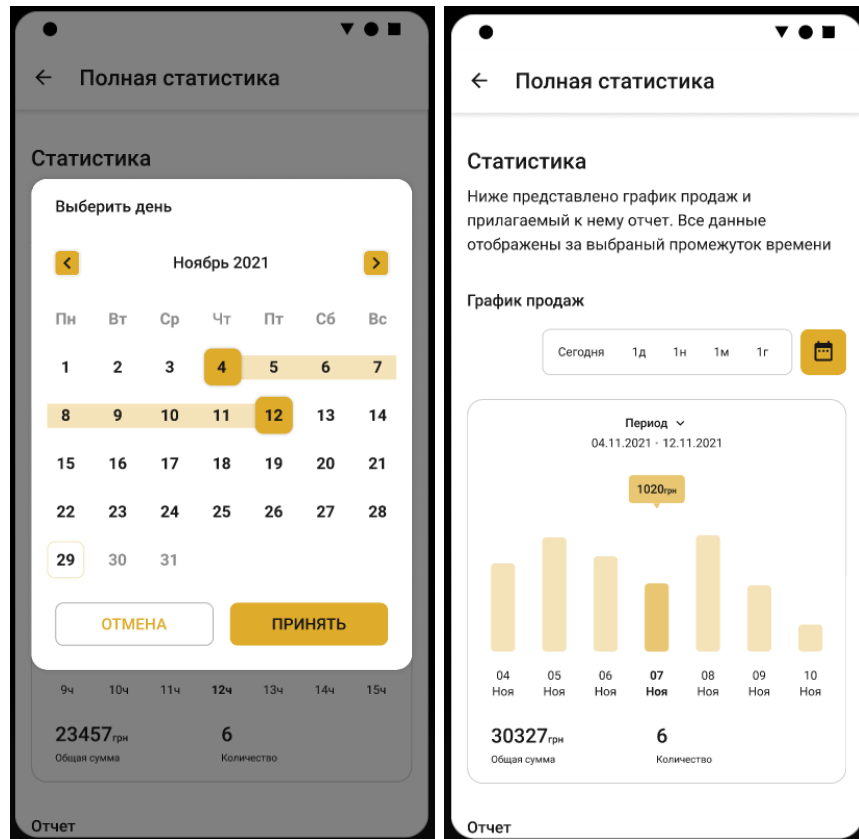 Полная статистика
Статистика
Выберить день
Ноябрь 2021
Пн Вт Ср Чт Пт Сб Вс
1 2 3 4 5 6 7
8 9 10 11 12 13 14
15 16 17 18 19 20 21
22 23 24 25 26 27 28
29 30 31
ОТМЕНА ПРИНЯТЬ
9ч 10ч 11ч 12ч 13ч 14ч 15ч
23457грн 6
Общая сумма Количество
Отчет
Полная статистика
Статистика
Ниже представлено график продаж и
прилагаемый к нему отчет. Все данные
отображены за выбраный промежуток времени
График продаж
Сегодня 1д 1н 1м 1г
Период
04.11.2021 · 12.11.2021
1020грн
04 05 06 07 08 09 10
Ноя Ноя Ноя Ноя Ноя Ноя Ноя
30327грн 6
Общая сумма Количество
Отчет